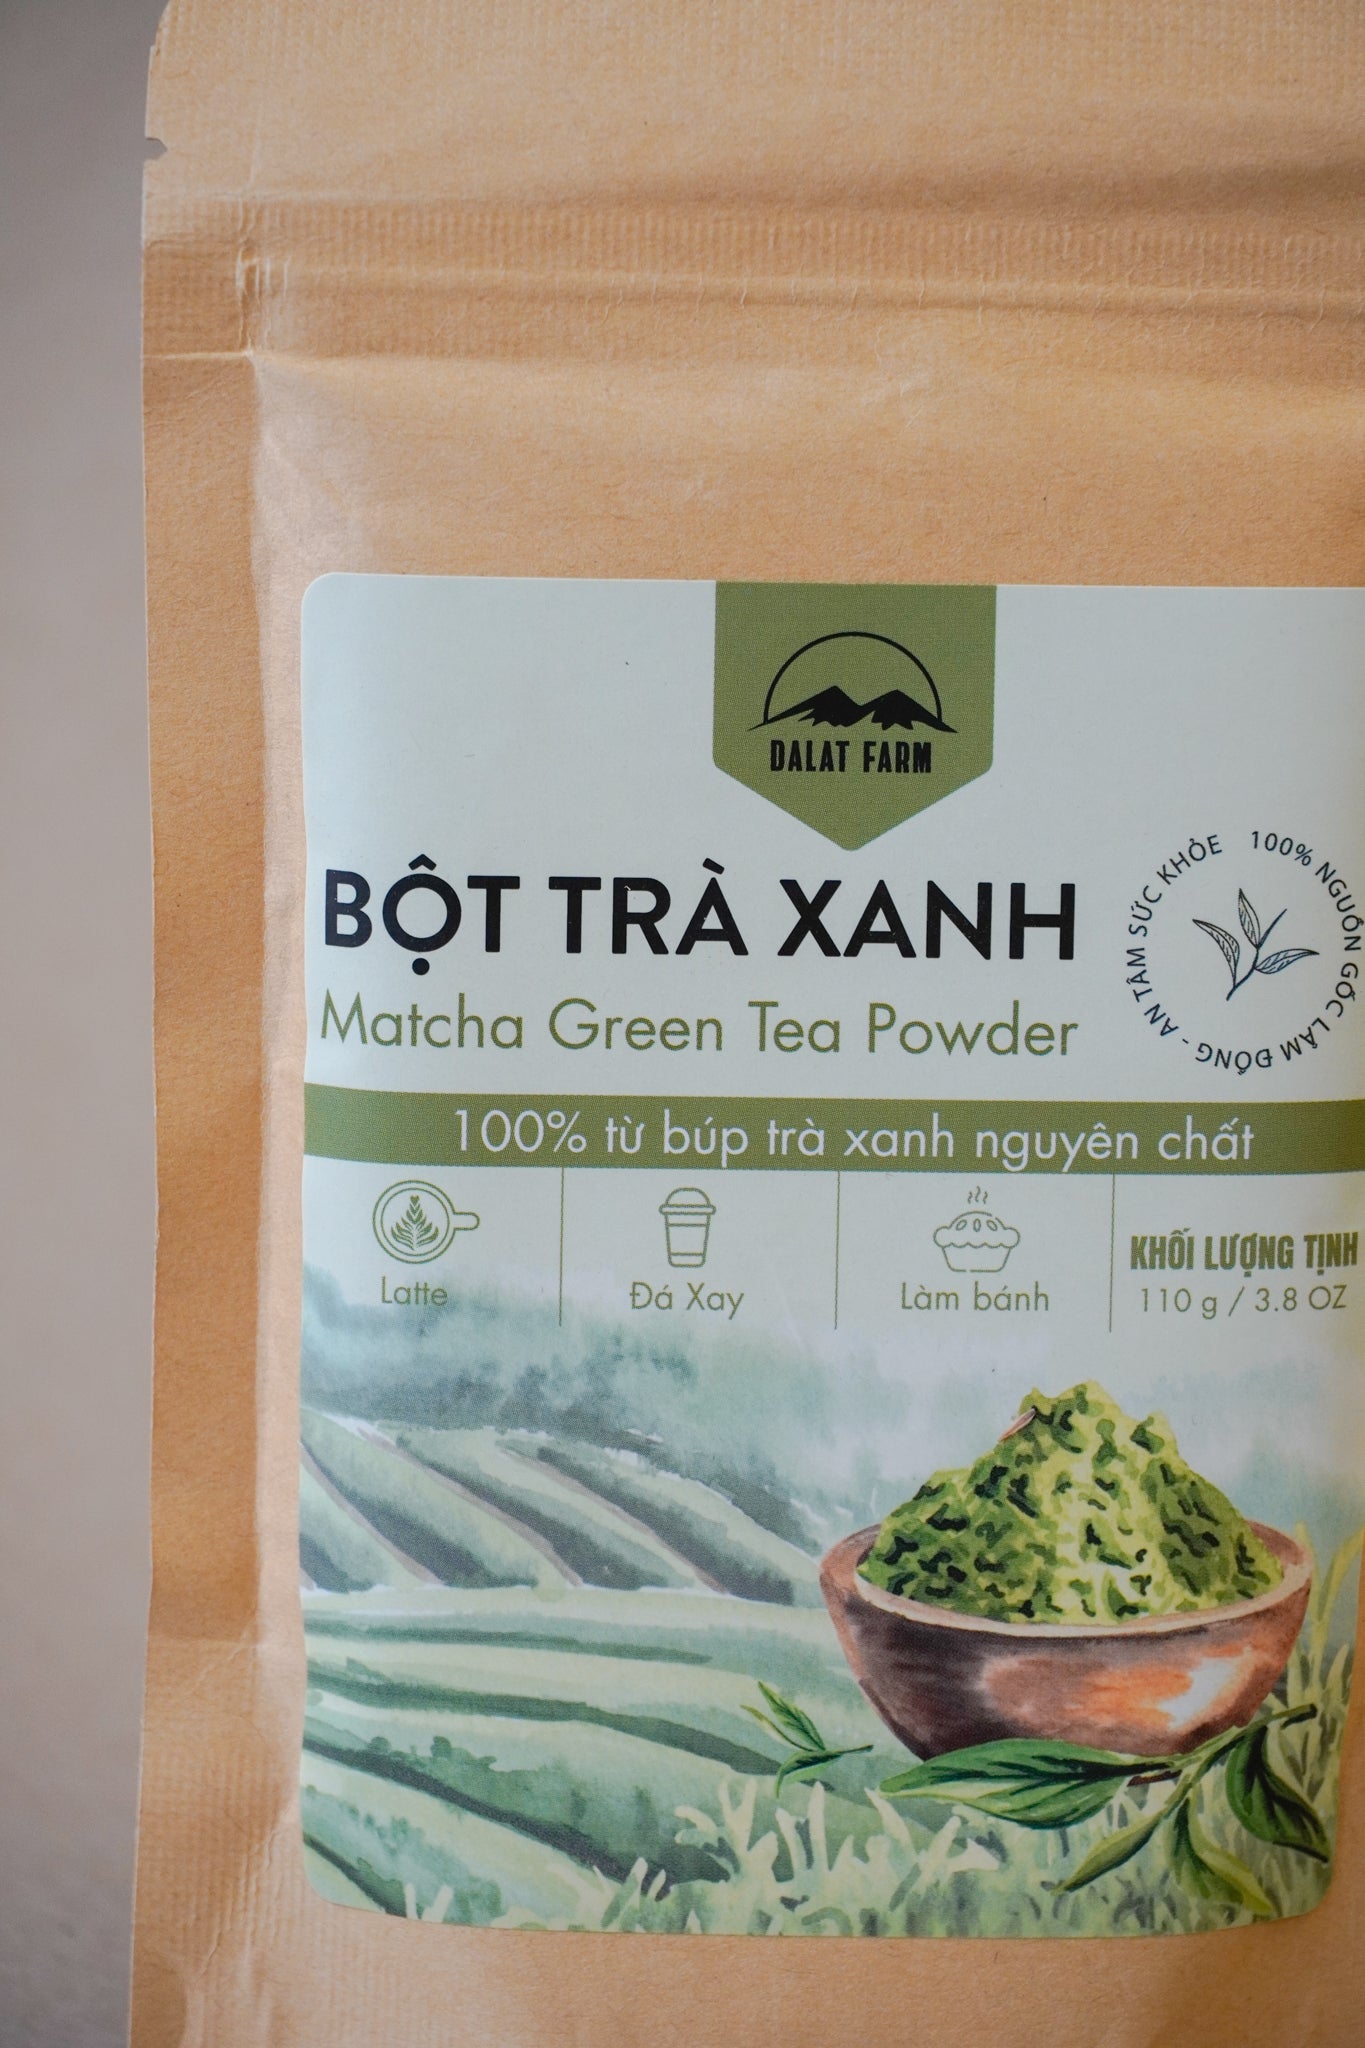 DALAT FARM
BỘT TRÀ XANH
Matcha Green Tea Powder
100% NGUỒN GỐC LÂM ĐỒNG - AN TÂM SỨC KHỎE
100% từ búp trà xanh nguyên chất
Latte
Đá Xay
Làm bánh
KHỐI LƯỢNG TỊNH
110 g / 3.8 OZ